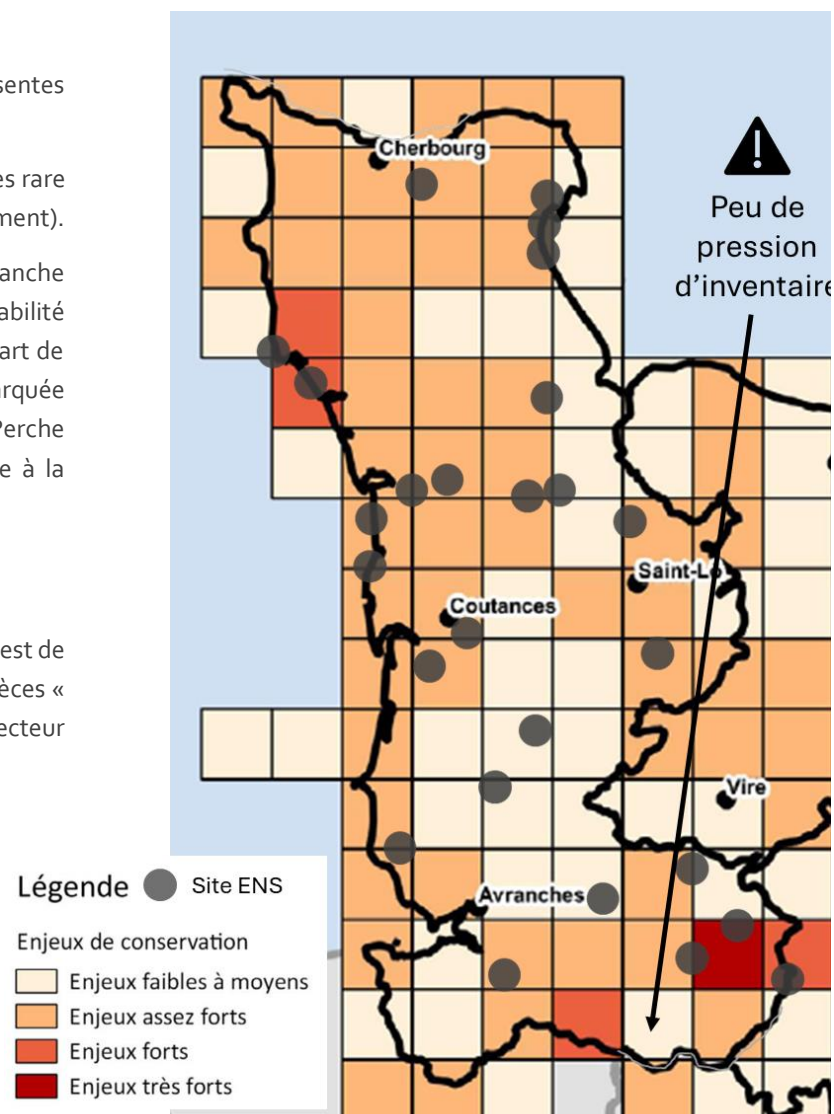 sentes
es rare
ment).
anche
abilité
art de
arquée
Perche
e à la
est de
èces «
ecteur
Cherbourg
Peu de
pression
d'inventaire
Saint-Lô
Coutances
Vire
Avranches
Légende
Site ENS
Enjeux de conservation
Enjeux faibles à moyens
Enjeux assez forts
Enjeux forts
Enjeux très forts